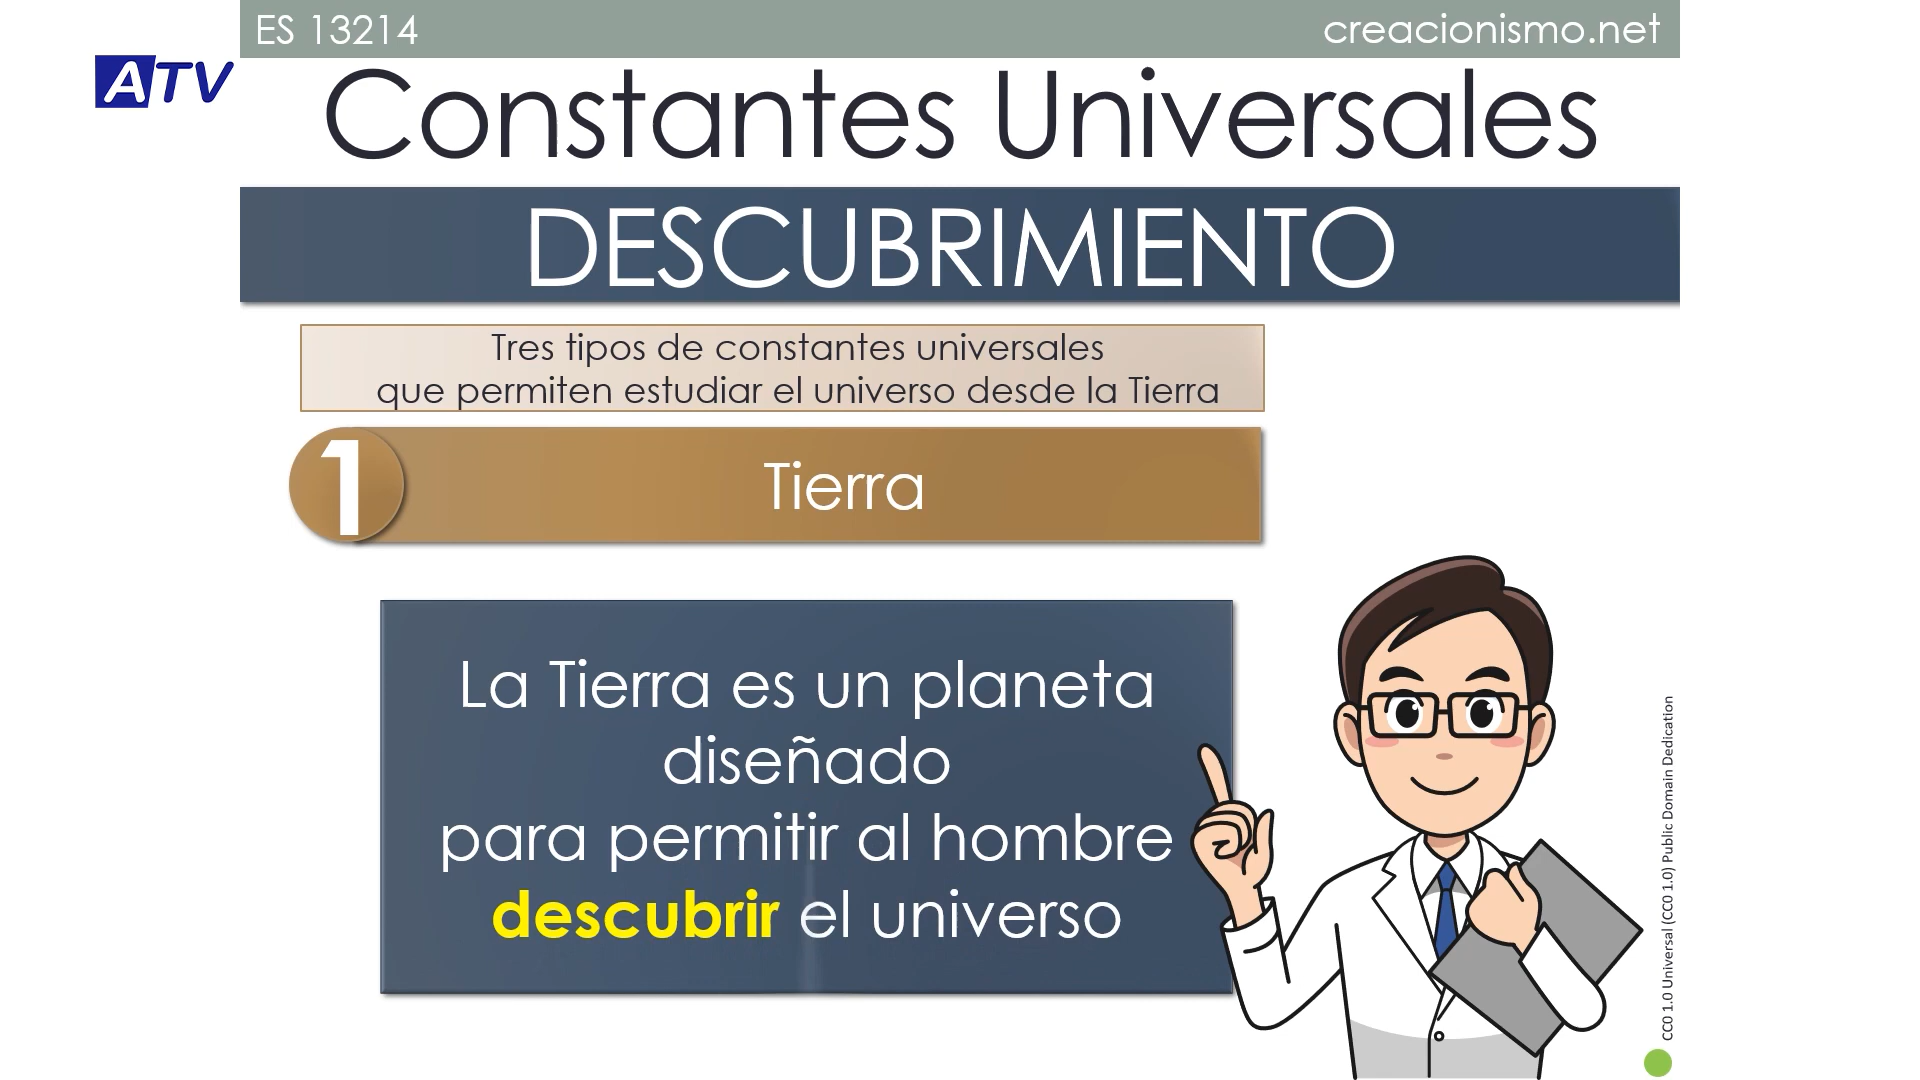 ES 13214
creacionismo.net
ATV
Constantes Universales
DESCUBRIMIENTO
Tres tipos de constantes universales
que permiten estudiar el universo desde la Tierra
1
Tierra
La Tierra es un planeta
diseñado
para permitir al hombre
descubrir el universo
CC0 1.0 Universal (CC0 1.0) Public Domain Dedication